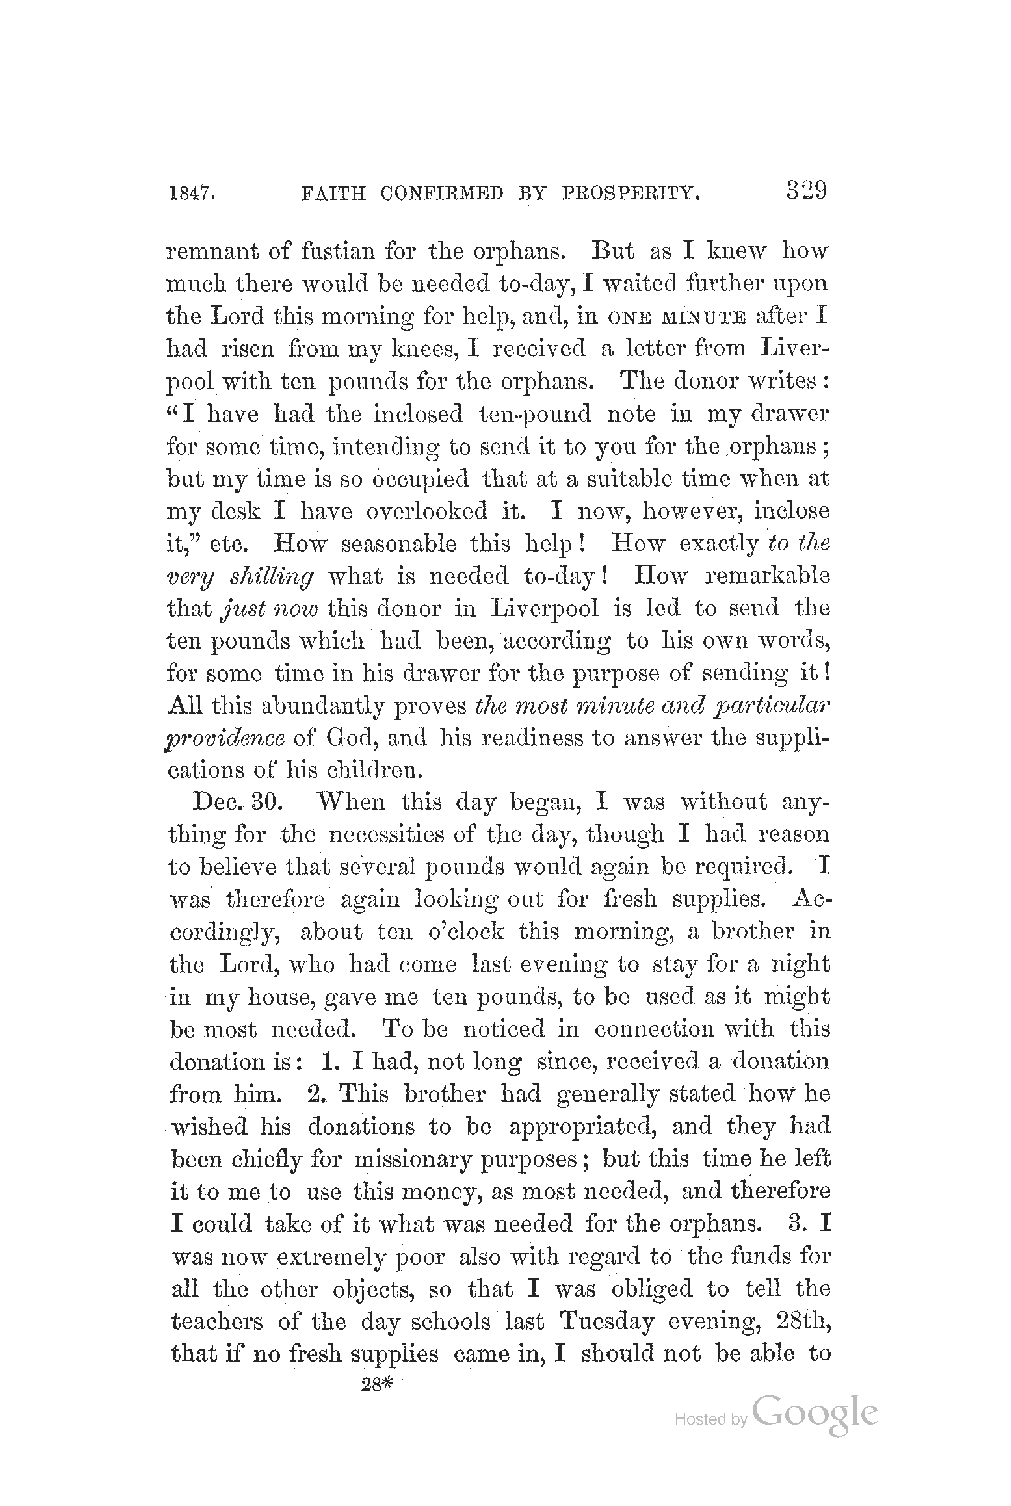 1847. FAITH CONFIRMED BY PROSPERITY. 329
remnant of fustian for the orphans. But as I knew how
much there would be needed to-day, I waited further upon
the Lord this morning for help, and, in ONE MINUTE after I
had risen from my knees, I received a letter from Liver-
pool with ten pounds for the orphans. The donor writes:
“I have had the inclosed ten-pound note in my drawer
for some time, intending to send it to you for the orphans;
but my time is so occupied that at a suitable time when at
my desk I have overlooked it. I now, however, inclose
it,” etc. How seasonable this help! How exactly to the
very shilling what is needed to-day! How remarkable
that just now this donor in Liverpool is led to send the
ten pounds which had been, according to his own words,
for some time in his drawer for the purpose of sending it!
All this abundantly proves the most minute and particular
providence of God, and his readiness to answer the suppli-
cations of his children.
Dec. 30. When this day began, I was without any-
thing for the necessities of the day, though I had reason
to believe that several pounds would again be required. I
was therefore again looking out for fresh supplies. Ac-
cordingly, about ten o’clock this morning, a brother in
the Lord, who had come last evening to stay for a night
in my house, gave me ten pounds, to be used as it might
be most needed. To be noticed in connection with this
donation is: 1. I had, not long since, received a donation
from him. 2. This brother had generally stated how he
wished his donations to be appropriated, and they had
been chiefly for missionary purposes; but this time he left
it to me to use this money, as most needed, and therefore
I could take of it what was needed for the orphans. 3. I
was now extremely poor also with regard to the funds for
all the other objects, so that I was obliged to tell the
teachers of the day schools last Tuesday evening, 28th,
that if no fresh supplies came in, I should not be able to
28*
Hosted by Google